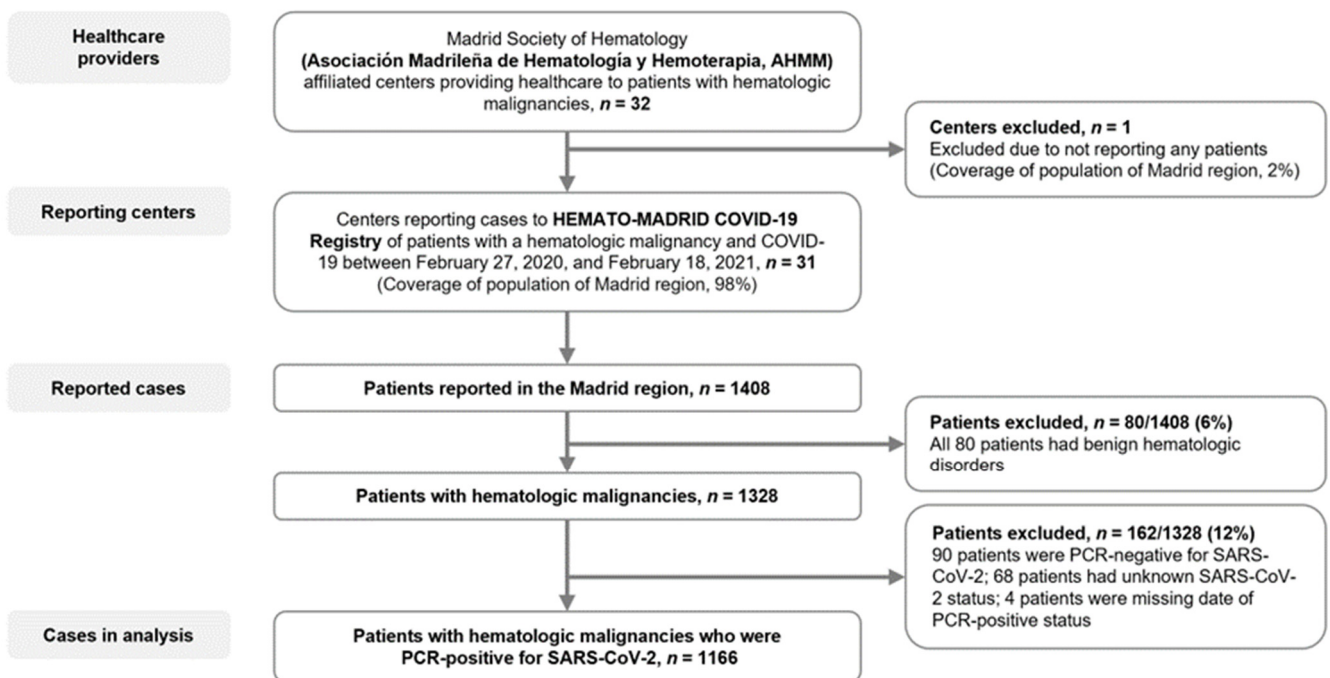 Healthcare
providers
Madrid Society of Hematology
(Asociación Madrileña de Hematología y Hemoterapia, AHMM)
affiliated centers providing healthcare to patients with hematologic
malignancies, n = 32
Centers excluded, n = 1
Excluded due to not reporting any patients
(Coverage of population of Madrid region, 2%)
Reporting centers
Centers reporting cases to HEMATO-MADRID COVID-19
Registry of patients with a hematologic malignancy and COVID-
19 between February 27, 2020, and February 18, 2021, n = 31
(Coverage of population of Madrid region, 98%)
Reported cases
Patients reported in the Madrid region, n = 1408
Patients excluded, n = 80/1408 (6%)
All 80 patients had benign hematologic
disorders
Patients with hematologic malignancies, n = 1328
Patients excluded, n = 162/1328 (12%)
90 patients were PCR-negative for SARS-
CoV-2; 68 patients had unknown SARS-CoV-
2 status; 4 patients were missing date of
PCR-positive status
Cases in analysis
Patients with hematologic malignancies who were
PCR-positive for SARS-CoV-2, n = 1166